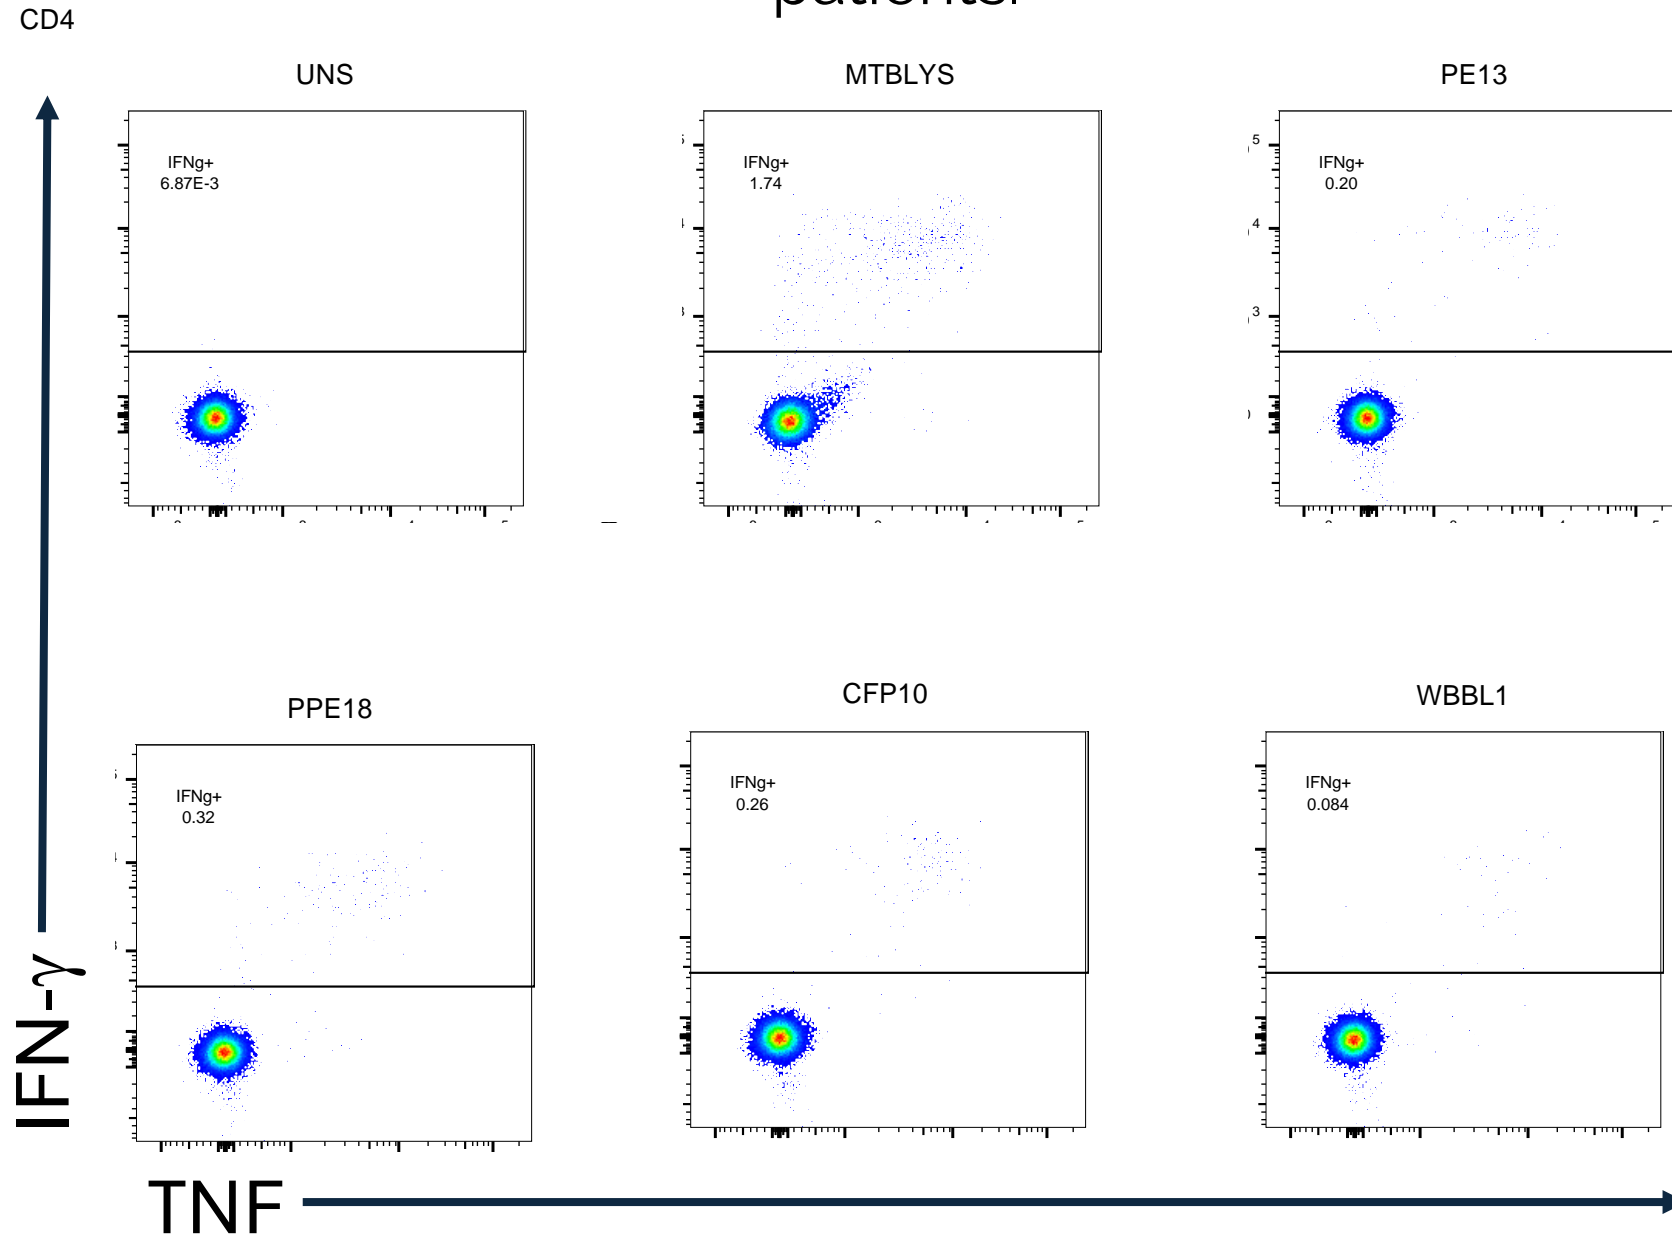 CD4
UNS
MTBLYS
PE13
IFNg+
6.87E-3
IFNg+
1.74
IFNg+
0.20
5
4
3
PPE18
CFP10
WBBL1
IFNg+
0.32
IFNg+
0.26
IFNg+
0.084
IFN-γ
TNF